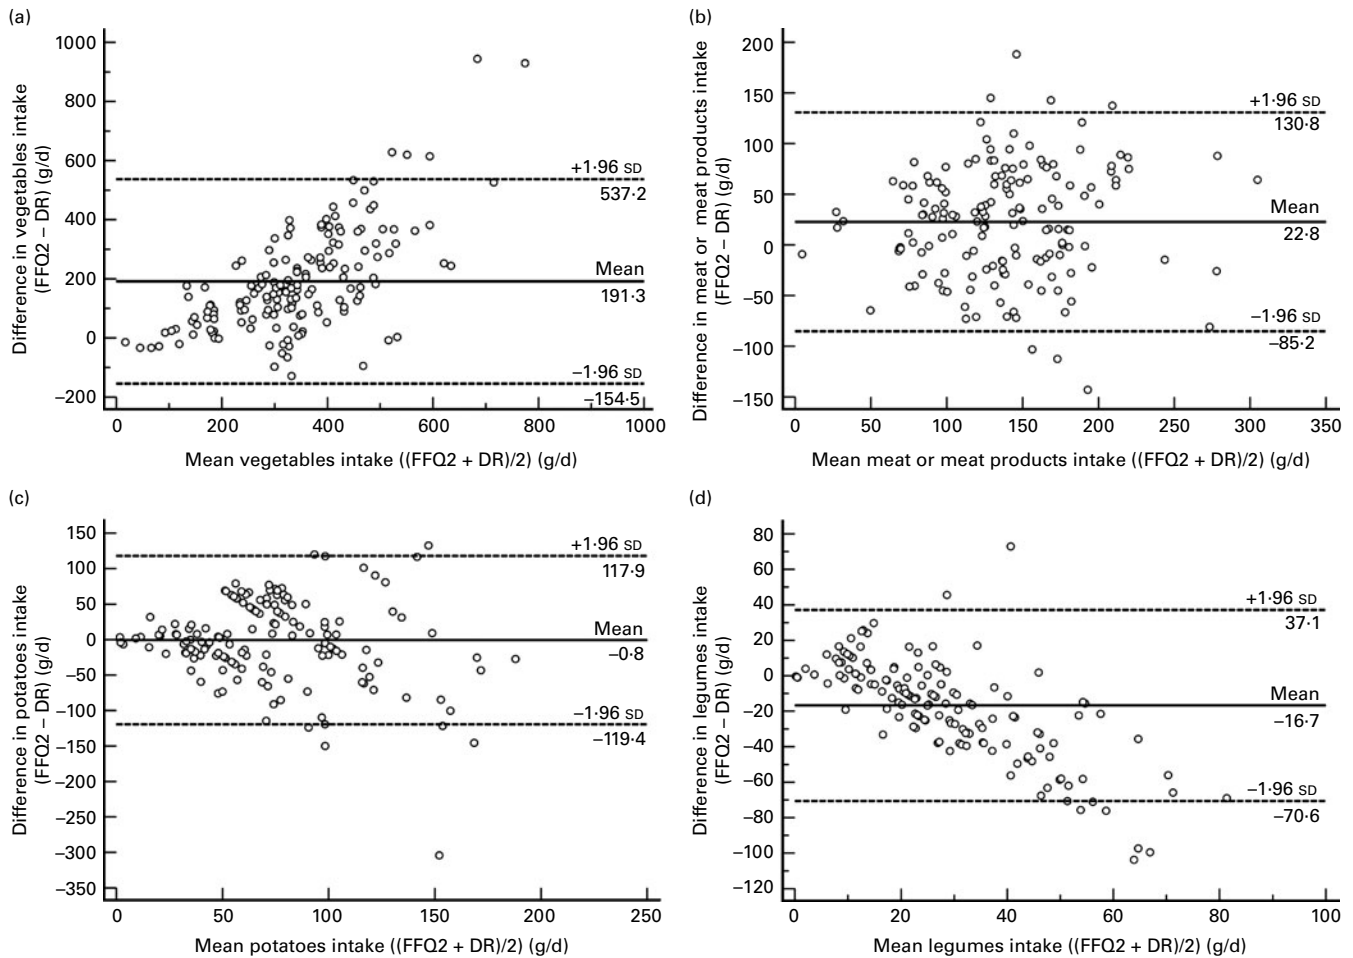 (a)
Difference in vegetables intake
(FFQ2 – DR) (g/d)
1000
800
600
400
200
0
–200
+1·96 SD
537·2
Mean
191·3
–1·96 SD
–154·5
0 200 400 600 800 1000
Mean vegetables intake ((FFQ2 + DR)/2) (g/d)
(b)
Difference in meat or meat products intake
(FFQ2 – DR) (g/d)
200
150
100
50
0
–50
–100
–150
+1·96 SD
130·8
Mean
22·8
–1·96 SD
–85·2
0 50 100 150 200 250 300 350
Mean meat or meat products intake ((FFQ2 + DR)/2) (g/d)
(c)
Difference in potatoes intake
(FFQ2 – DR) (g/d)
150
100
50
0
–50
–100
–150
–200
–250
–300
–350
+1·96 SD
117·9
Mean
–0·8
–1·96 SD
–119·4
0 50 100 150 200 250
Mean potatoes intake ((FFQ2 + DR)/2) (g/d)
(d)
Difference in legumes intake
(FFQ2 – DR) (g/d)
80
60
40
20
0
–20
–40
–60
–80
–100
–120
+1·96 SD
37·1
Mean
–16·7
–1·96 SD
–70·6
0 20 40 60 80 100
Mean legumes intake ((FFQ2 + DR)/2) (g/d)